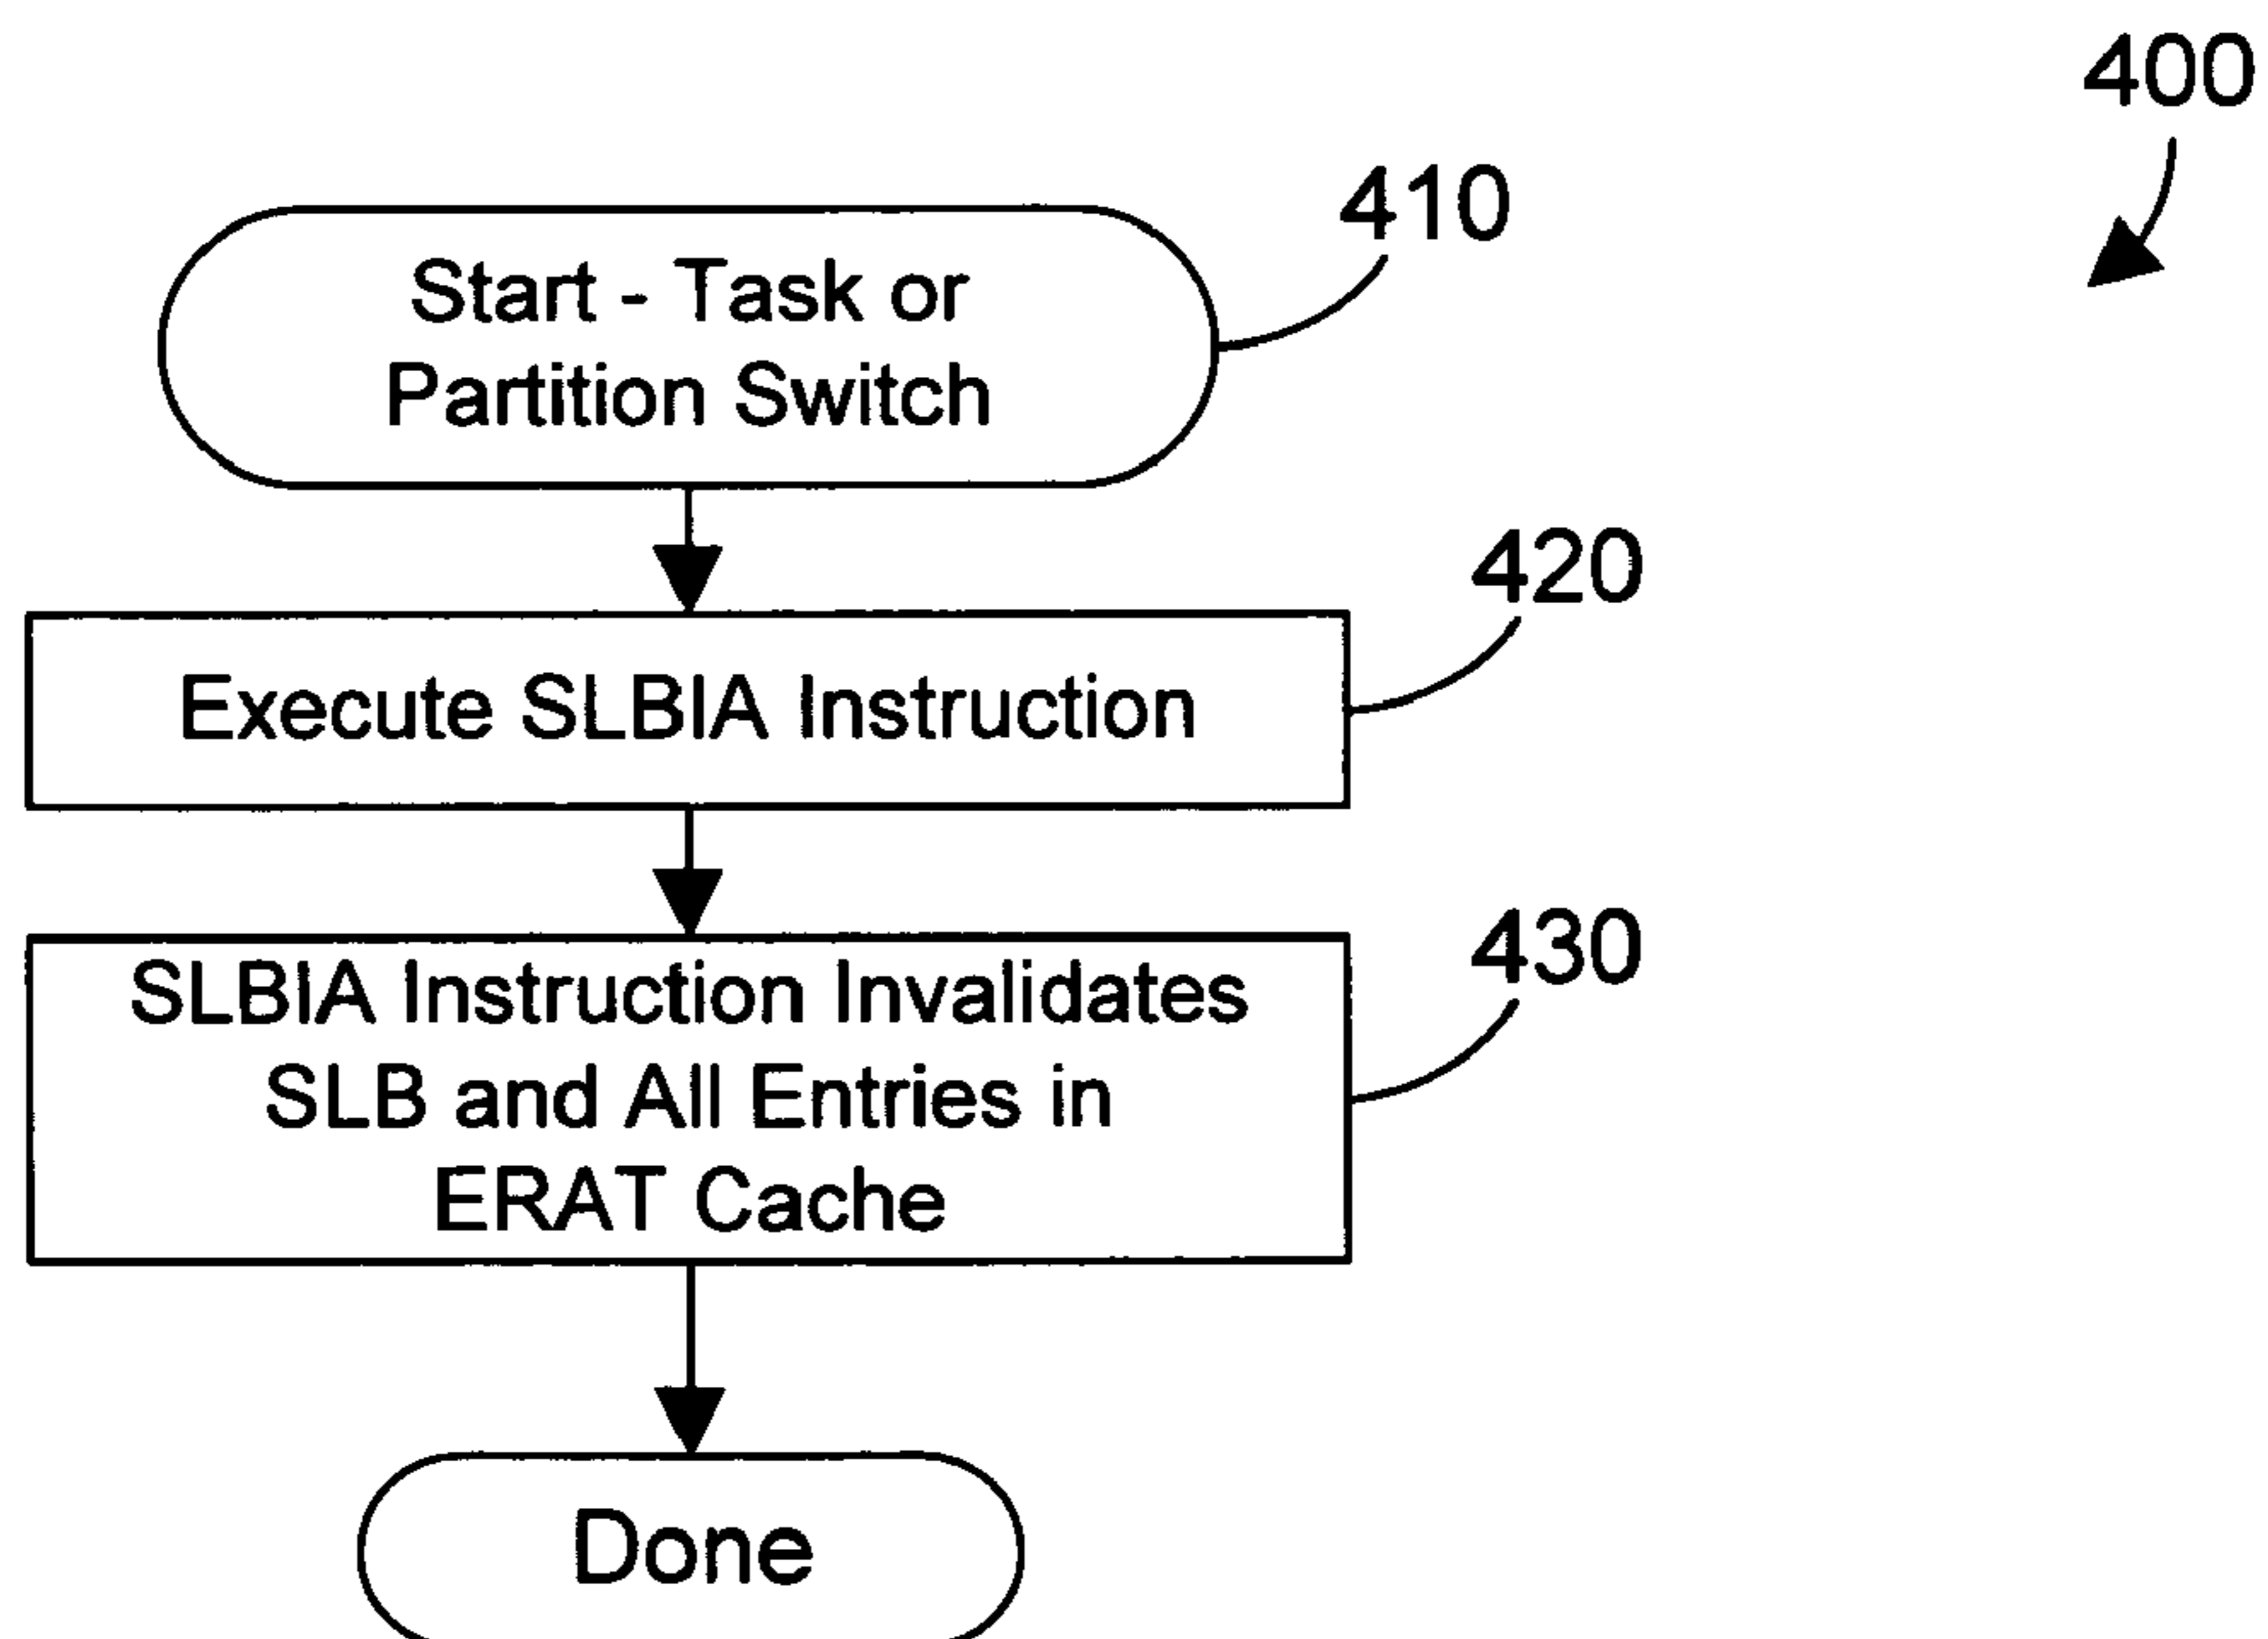 400
410
Start - Task or
Partition Switch
420
Execute SLBIA Instruction
430
SLBIA Instruction Invalidates
SLB and All Entries in
ERAT Cache
Done